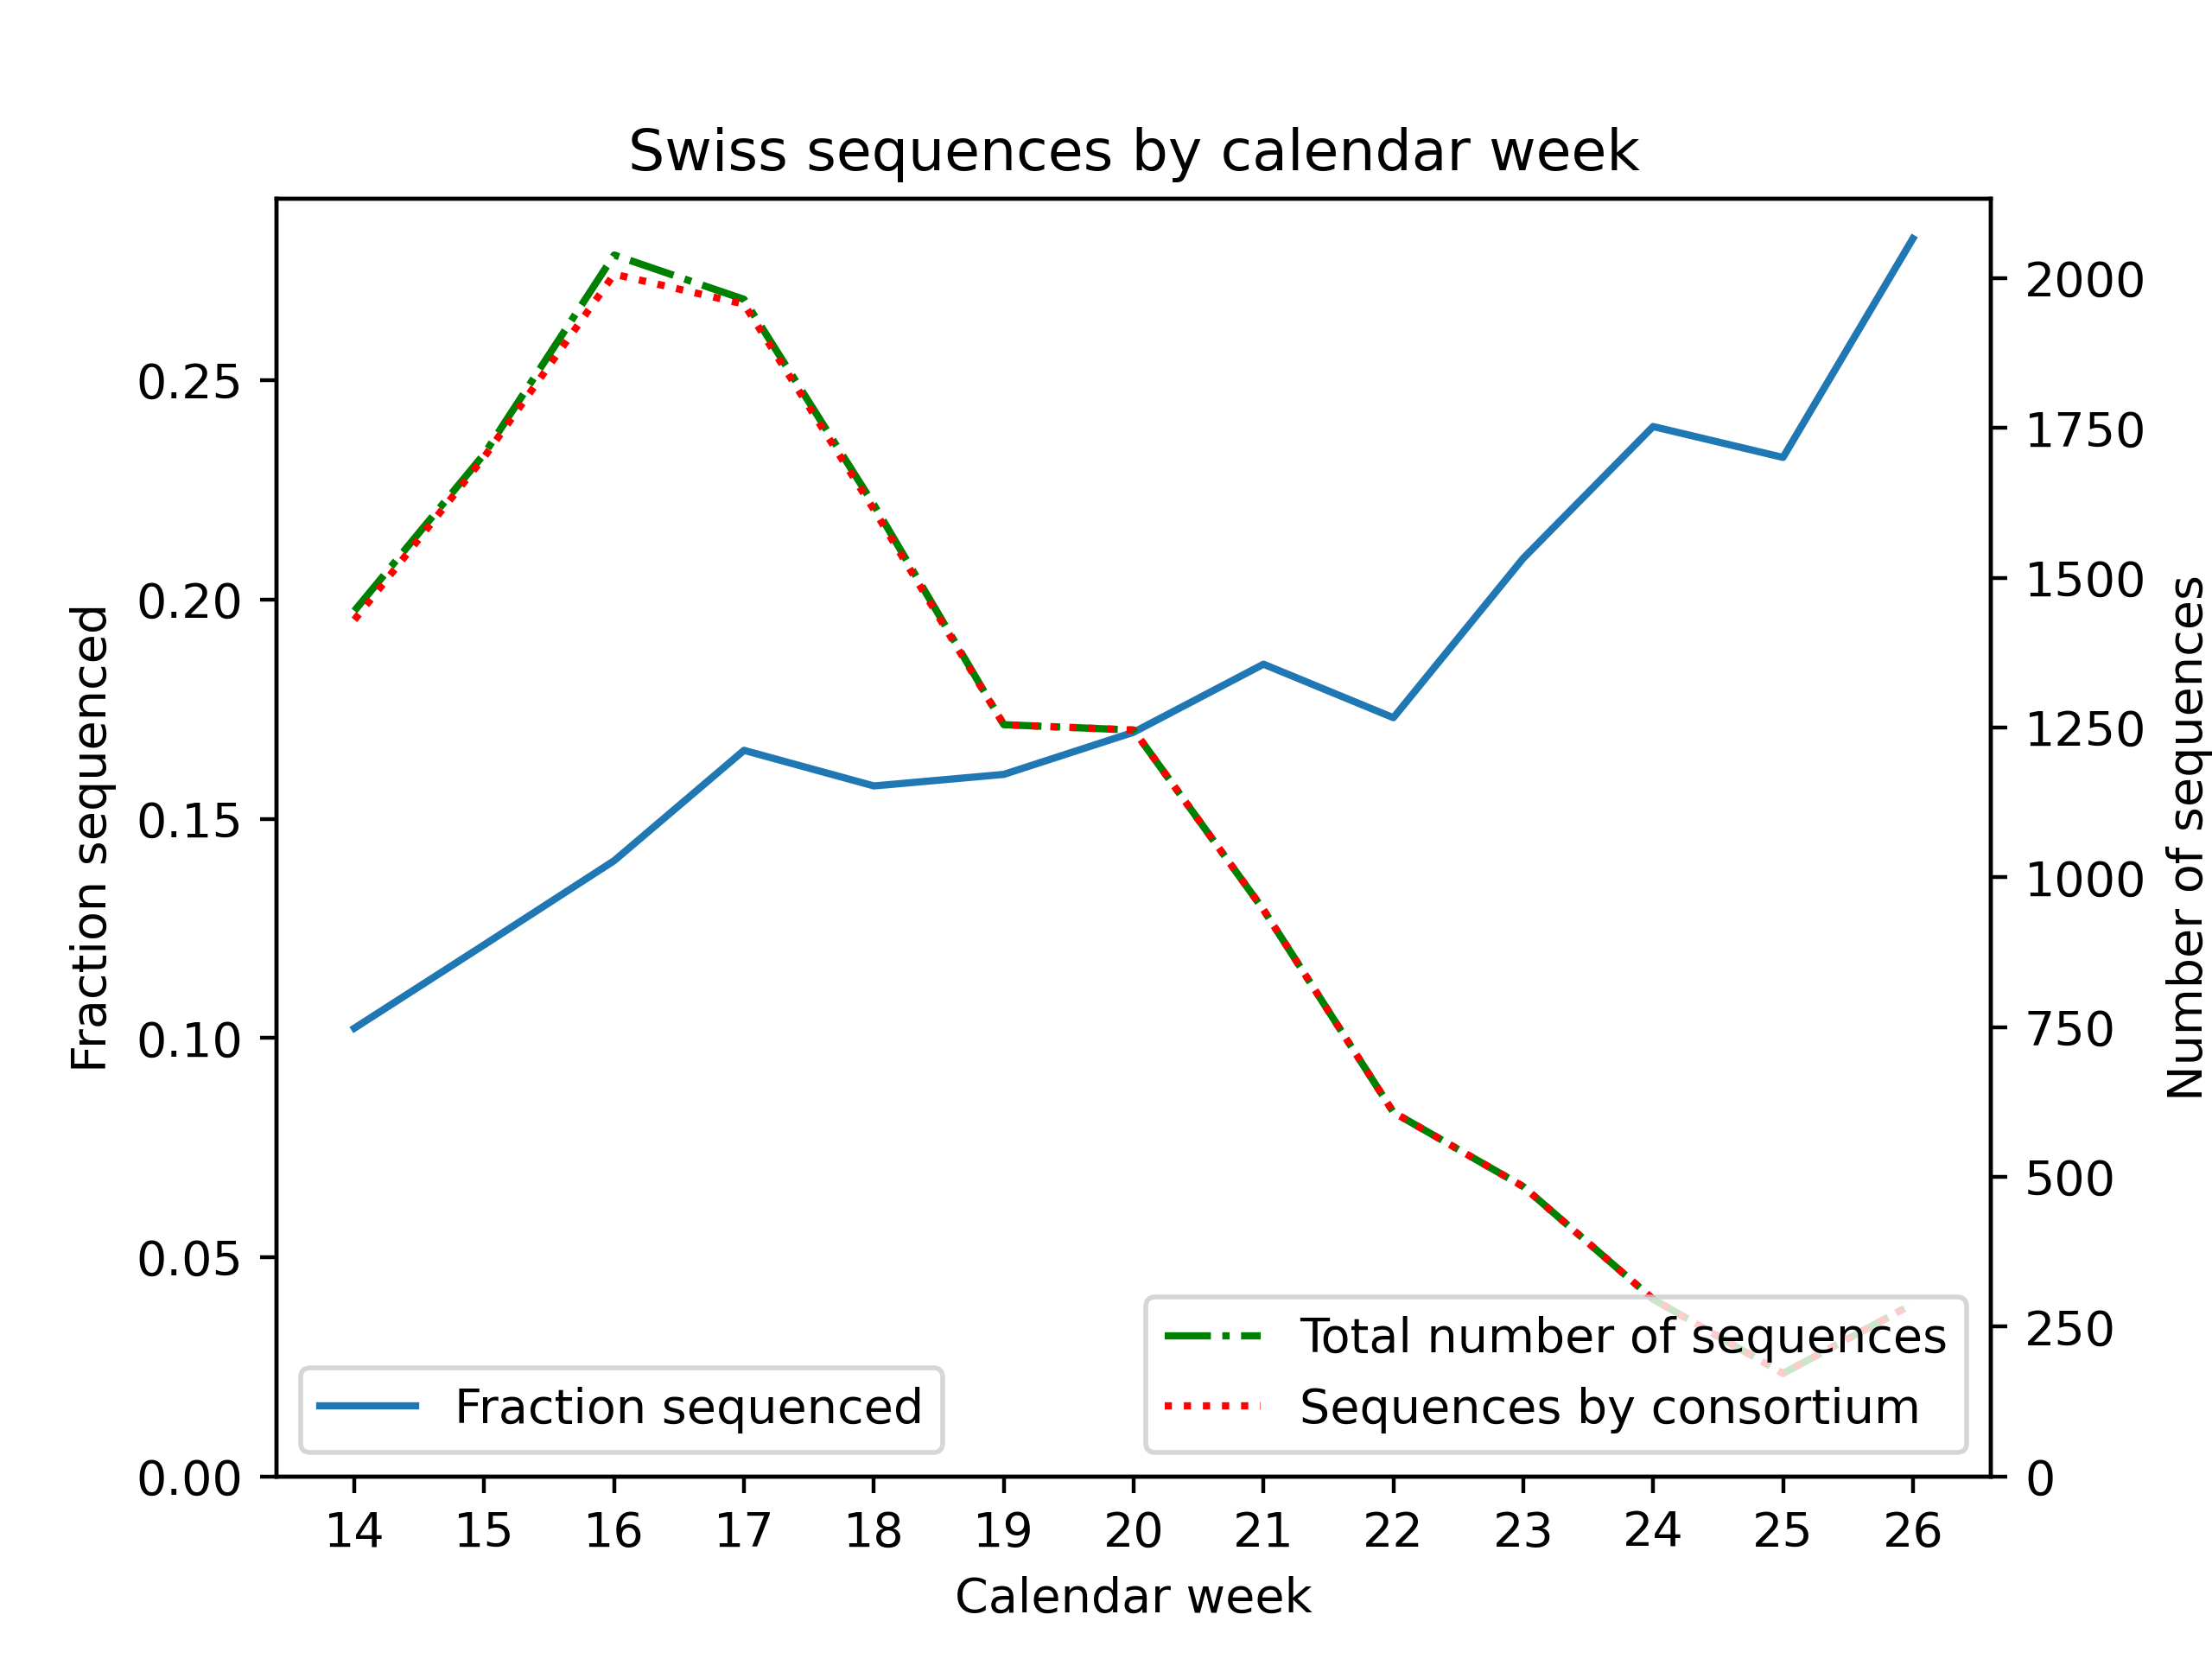 Swiss sequences by calendar week
Fraction sequenced
0.25
0.20
0.15
0.10
0.05
0.00
2000
1750
1500
1250
1000
750
500
250
0
Number of sequences
Fraction sequenced
Total number of sequences
Sequences by consortium
14 15 16 17 18 19 20 21 22 23 24 25 26
Calendar week